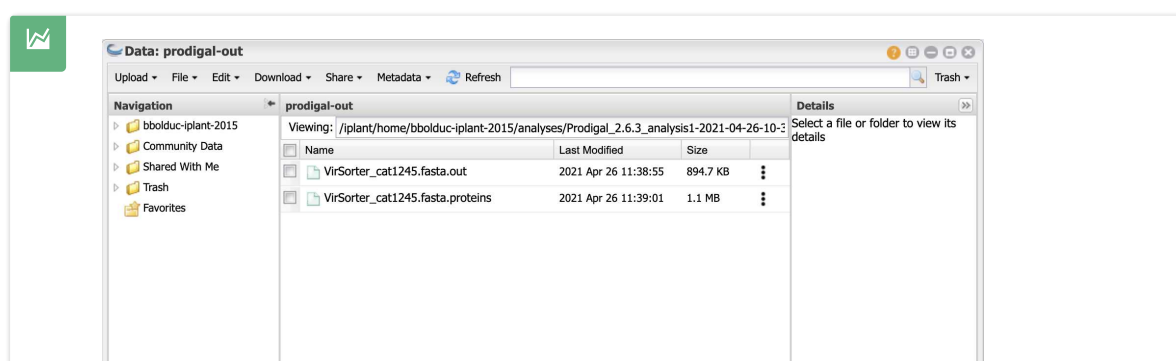 Data: prodigal-out
Upload File Edit Download Share Metadata Refresh Trash
Navigation
bbolduc-iplant-2015
Community Data
Shared With Me
Trash
Favorites
prodigal-out
Viewing: /iplant/home/bbolduc-iplant-2015/analyses/Prodigal_2.6.3_analysis1-2021-04-26-10-3
Name Last Modified Size
VirSorter_cat1245.fasta.out 2021 Apr 26 11:38:55 894.7 KB
VirSorter_cat1245.fasta.proteins 2021 Apr 26 11:39:01 1.1 MB
Details
Select a file or folder to view its
details